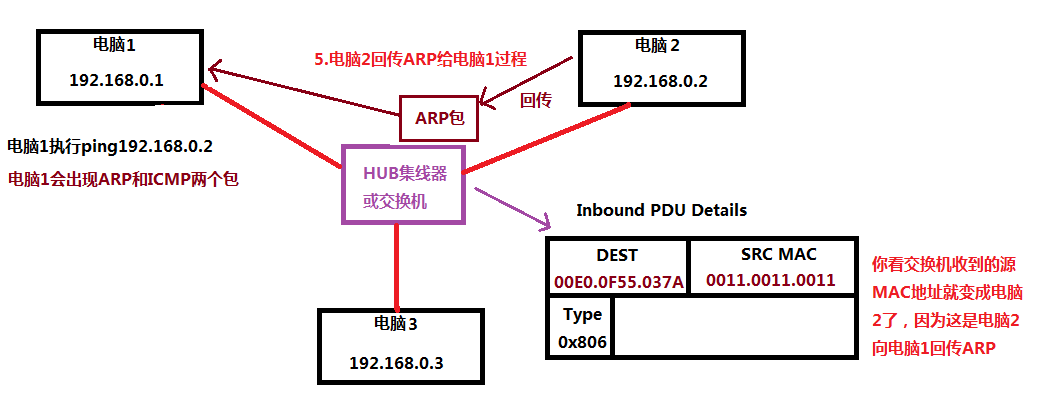 电脑1
192.168.0.1
5.电脑2回传ARP给电脑1过程
电脑2
192.168.0.2
回传
ARP包
电脑1执行ping192.168.0.2
电脑1会出现ARP和ICMP两个包
HUB集线器
或交换机
Inbound PDU Details
DEST
00E0.0F55.037A
SRC MAC
0011.0011.0011
Type
0x806
你看交换机收到的源
MAC地址就变成电脑
2了，因为这是电脑2
向电脑1回传ARP
电脑3
192.168.0.3